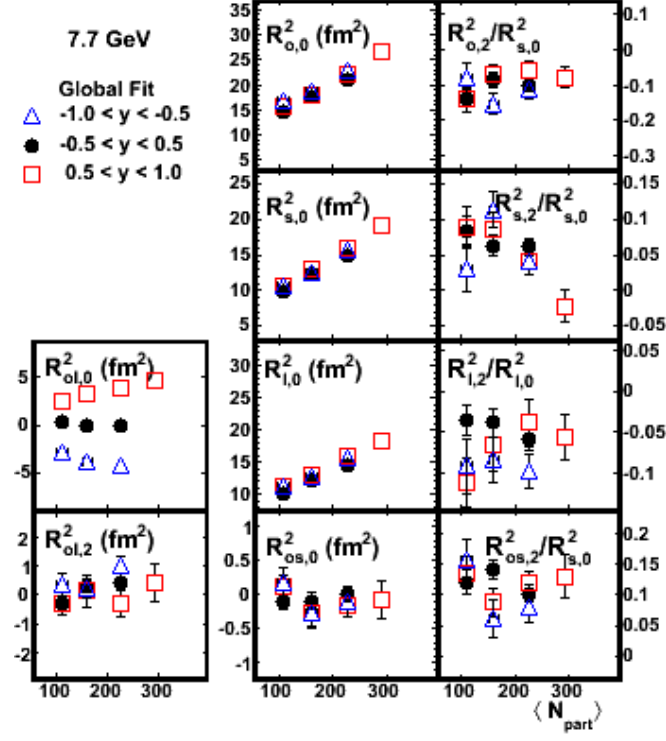 7.7 GeV
Global Fit
-1.0 < y < -0.5
-0.5 < y < 0.5
0.5 < y < 1.0
R²o,0 (fm²)
35
30
25
20
15
10
5
R²o,2/R²s,0
0.1
0
-0.1
-0.2
-0.3
R²s,0 (fm²)
25
20
15
10
5
R²s,2/R²s,0
0.15
0.1
0.05
0
-0.05
R²ol,0 (fm²)
5
0
-5
R²l,0 (fm²)
30
25
20
15
10
R²l,2/R²l,0
0.05
0
-0.05
-0.1
R²ol,2 (fm²)
2
1
0
-1
-2
100 200 300
R²os,0 (fm²)
1
0.5
0
-0.5
-1
100 200 300
R²os,2/R²s,0
0.2
0.15
0.1
0.05
0
100 200 300
⟨ Npart ⟩